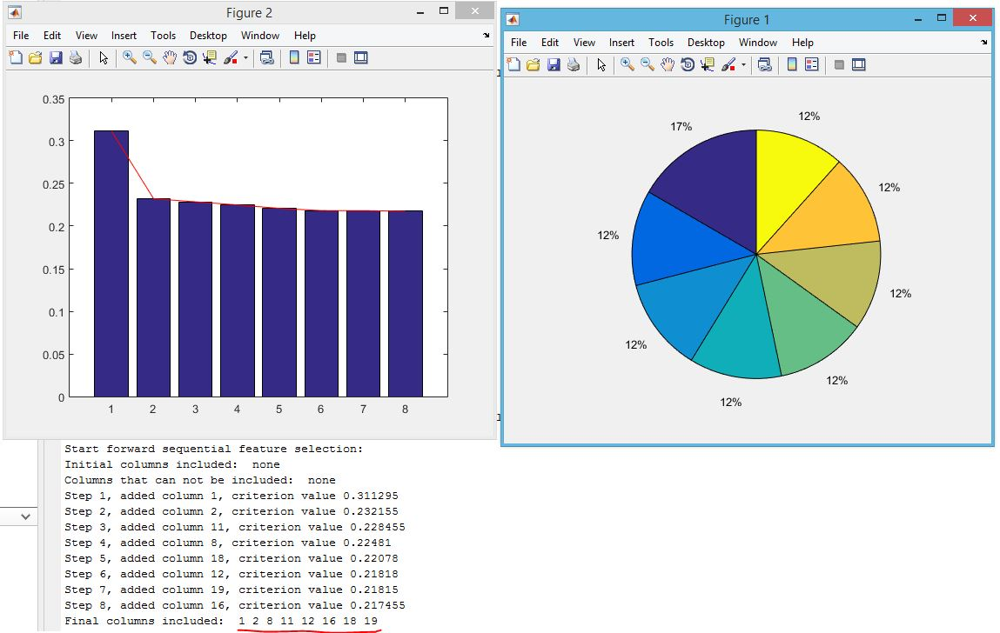 Figure 2
File Edit View Insert Tools Desktop Window Help
0.35
0.3
0.25
0.2
0.15
0.1
0.05
0
1 2 3 4 5 6 7 8
Figure 1
File Edit View Insert Tools Desktop Window Help
12%
17%
12%
12%
12%
12%
12%
12%
Start forward sequential feature selection:
Initial columns included: none
Columns that can not be included: none
Step 1, added column 1, criterion value 0.311295
Step 2, added column 2, criterion value 0.232155
Step 3, added column 11, criterion value 0.228455
Step 4, added column 8, criterion value 0.22481
Step 5, added column 18, criterion value 0.22078
Step 6, added column 12, criterion value 0.21818
Step 7, added column 19, criterion value 0.21815
Step 8, added column 16, criterion value 0.217455
Final columns included: 1 2 8 11 12 16 18 19